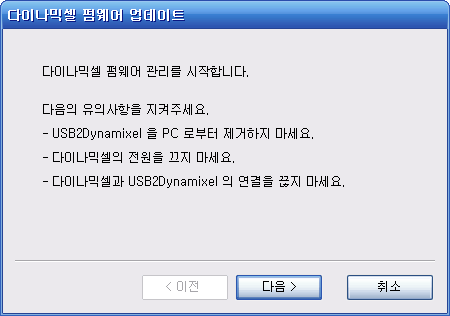 다이나믹셀 펌웨어 업데이트
다이나믹셀 펌웨어 관리를 시작합니다.
다음의 유의사항을 지켜주세요.
- USB2Dynamixel 을 PC 로부터 제거하지 마세요.
- 다이나믹셀의 전원을 끄지 마세요.
- 다이나믹셀과 USB2Dynamixel 의 연결을 끊지 마세요.
< 이전
다음 >
취소